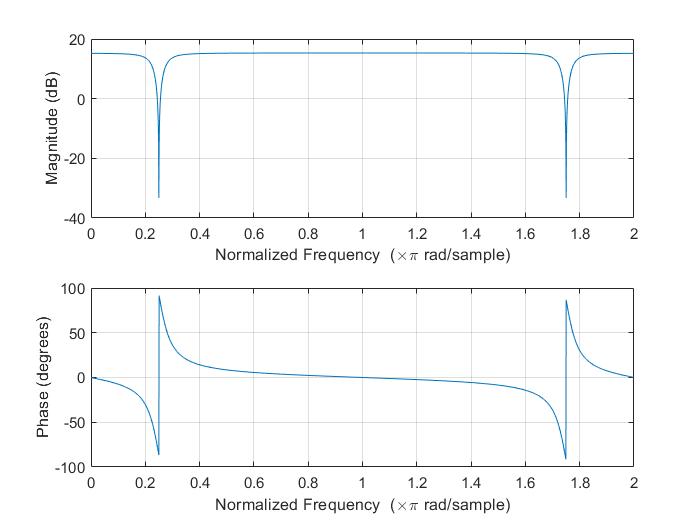 20
0
-20
-40
Magnitude (dB)
0 0.2 0.4 0.6 0.8 1 1.2 1.4 1.6 1.8 2
Normalized Frequency (×π rad/sample)
100
50
0
-50
-100
Phase (degrees)
0 0.2 0.4 0.6 0.8 1 1.2 1.4 1.6 1.8 2
Normalized Frequency (×π rad/sample)